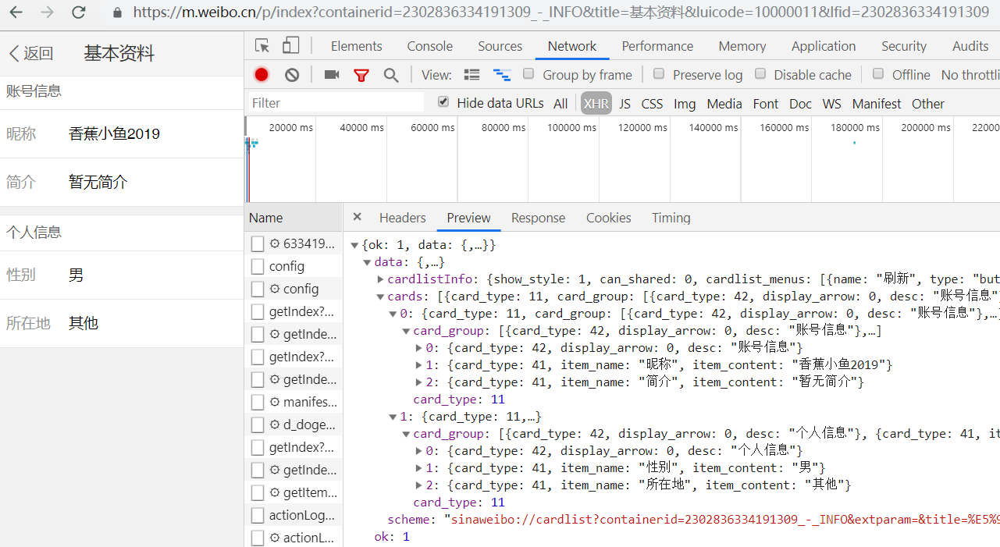 https://m.weibo.cn/p/index?containerid=2302836334191309_-_INFO&title=基本资料&luicode=10000011&lfid=2302836334191309
返回 基本资料
账号信息
昵称 香蕉小鱼2019
简介 暂无简介
个人信息
性别 男
所在地 其他
Elements Console Sources Network Performance Memory Application Security Audits
View: Group by frame Preserve log Disable cache Offline No throttli
Filter Hide data URLs All XHR JS CSS Img Media Font Doc WS Manifest Other
20000 ms 40000 ms 60000 ms 80000 ms 100000 ms 120000 ms 140000 ms 160000 ms 180000 ms 200000 ms 22000
Name
633419...
config
config
getIndex?...
getInde...
getIndex?...
getInde...
manifes...
d_doge...
getIndex?...
getInde...
getItem...
actionLog...
actionL...
× Headers Preview Response Cookies Timing
▼{ok: 1, data: {,…}}
▼data: {,…}
▶cardlistInfo: {show_style: 1, can_shared: 0, cardlist_menus: [{name: "刷新", type: "but
▼cards: [{card_type: 11, card_group: [{card_type: 42, display_arrow: 0, desc: "账号信息"}
▼0: {card_type: 11, card_group: [{card_type: 42, display_arrow: 0, desc: "账号信息"},…]
▼card_group: [{card_type: 42, display_arrow: 0, desc: "账号信息"},…]
▶0: {card_type: 42, display_arrow: 0, desc: "账号信息"}
▶1: {card_type: 41, item_name: "昵称", item_content: "香蕉小鱼2019"}
▶2: {card_type: 41, item_name: "简介", item_content: "暂无简介"}
card_type: 11
▼1: {card_type: 11,…}
▼card_group: [{card_type: 42, display_arrow: 0, desc: "个人信息"}, {card_type: 41, it
▶0: {card_type: 42, display_arrow: 0, desc: "个人信息"}
▶1: {card_type: 41, item_name: "性别", item_content: "男"}
▶2: {card_type: 41, item_name: "所在地", item_content: "其他"}
card_type: 11
scheme: "sinaweibo://cardlist?containerid=2302836334191309_-_INFO&extparam=&title=%E5%9
ok: 1